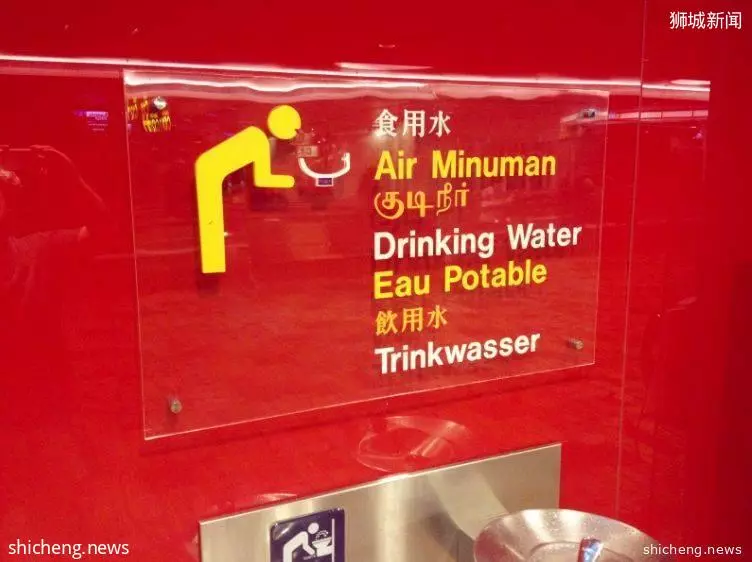 狮城新闻
食用水
Air Minuman
குடிநீர்
Drinking Water
Eau Potable
飲用水
Trinkwasser
shicheng.news
shicheng.news